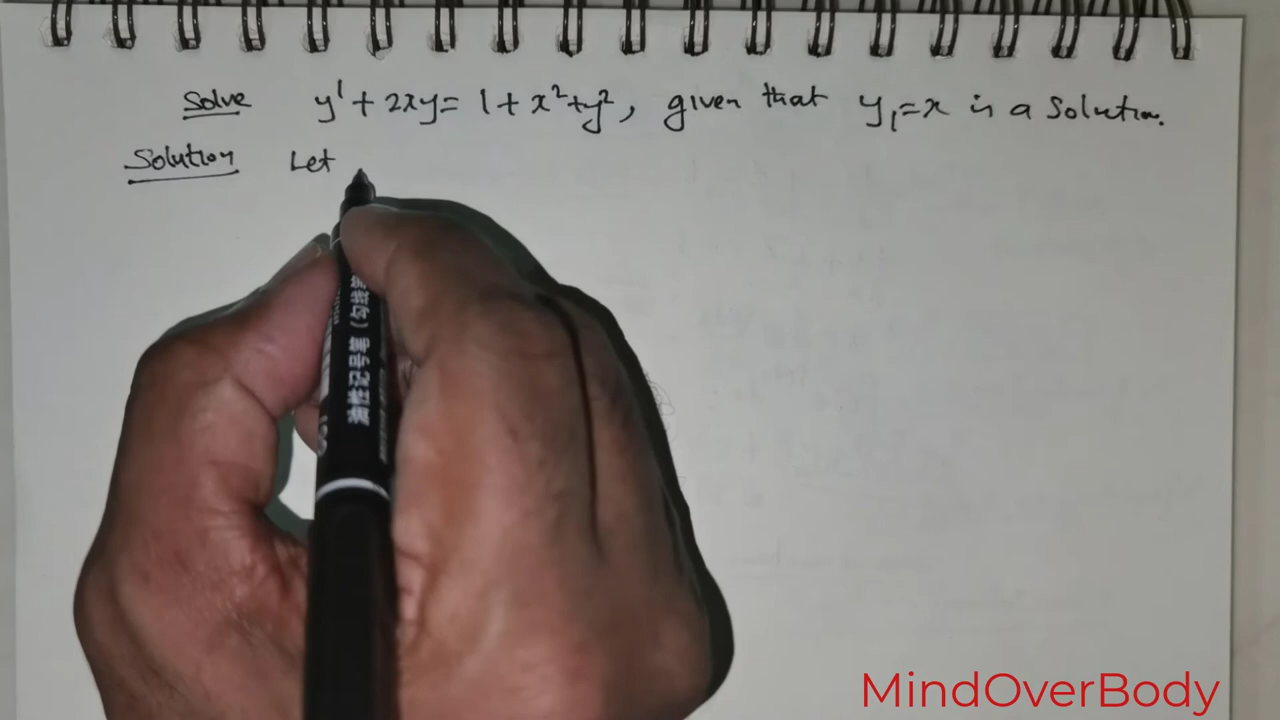 Solve y' + 2xy = 1 + x² + y², given that y₁ = x is a solution.
Solution Let
MindOverBody